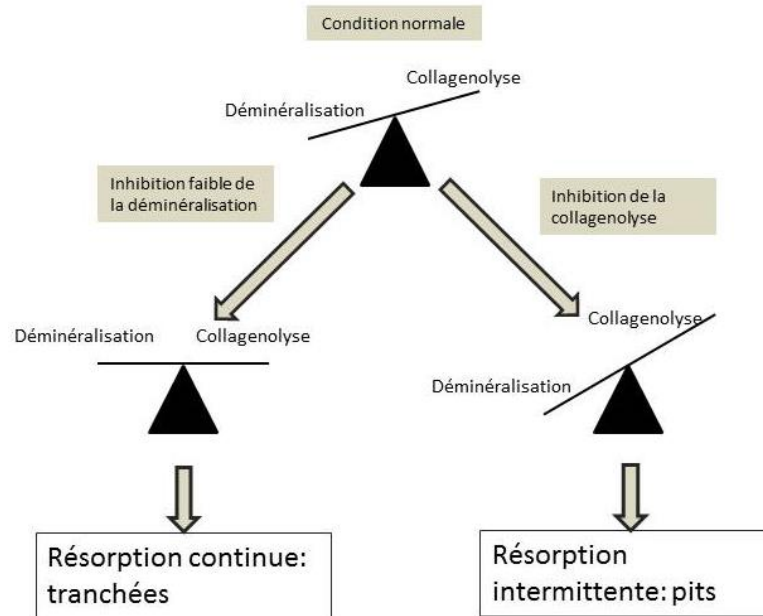 Condition normale
Collagenolyse
Déminéralisation
Inhibition faible de
la déminéralisation
Inhibition de la
collagenolyse
Déminéralisation
Collagenolyse
Collagenolyse
Déminéralisation
Résorption continue:
tranchées
Résorption
intermittente: pits